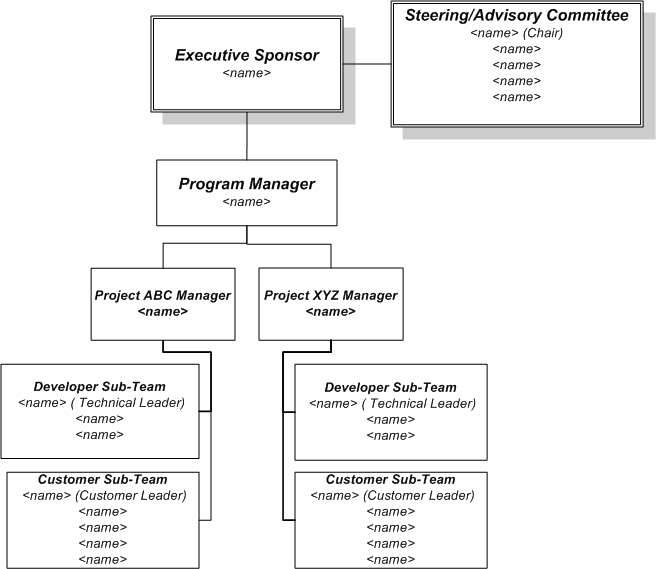 Steering/Advisory Committee
<name> (Chair)
<name>
<name>
<name>
<name>
Executive Sponsor
<name>
Program Manager
<name>
Project ABC Manager
<name>
Project XYZ Manager
<name>
Developer Sub-Team
<name> ( Technical Leader)
<name>
<name>
Developer Sub-Team
<name> ( Technical Leader)
<name>
<name>
Customer Sub-Team
<name> (Customer Leader)
<name>
<name>
<name>
<name>
Customer Sub-Team
<name> (Customer Leader)
<name>
<name>
<name>
<name>